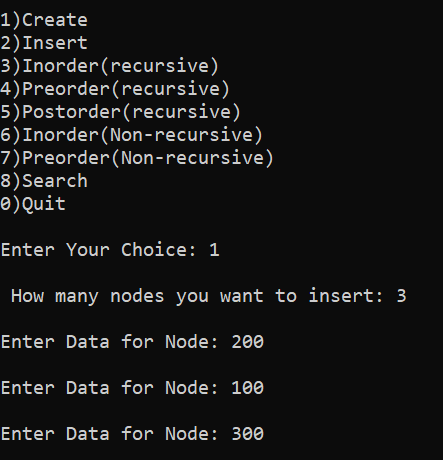 1)Create
2)Insert
3)Inorder(recursive)
4)Preorder(recursive)
5)Postorder(recursive)
6)Inorder(Non-recursive)
7)Preorder(Non-recursive)
8)Search
0)Quit
Enter Your Choice: 1
How many nodes you want to insert: 3
Enter Data for Node: 200
Enter Data for Node: 100
Enter Data for Node: 300